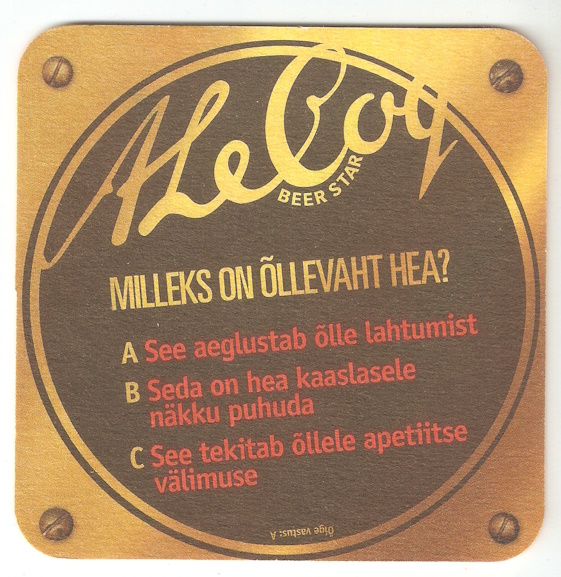 A Le Coq
BEER STAR
MILLEKS ON ÕLLEVAHT HEA?
A See aeglustab õlle lahtumist
B Seda on hea kaaslasele
näkku puhuda
C See tekitab õllele apetiitse
välimuse
Õige vastus: A